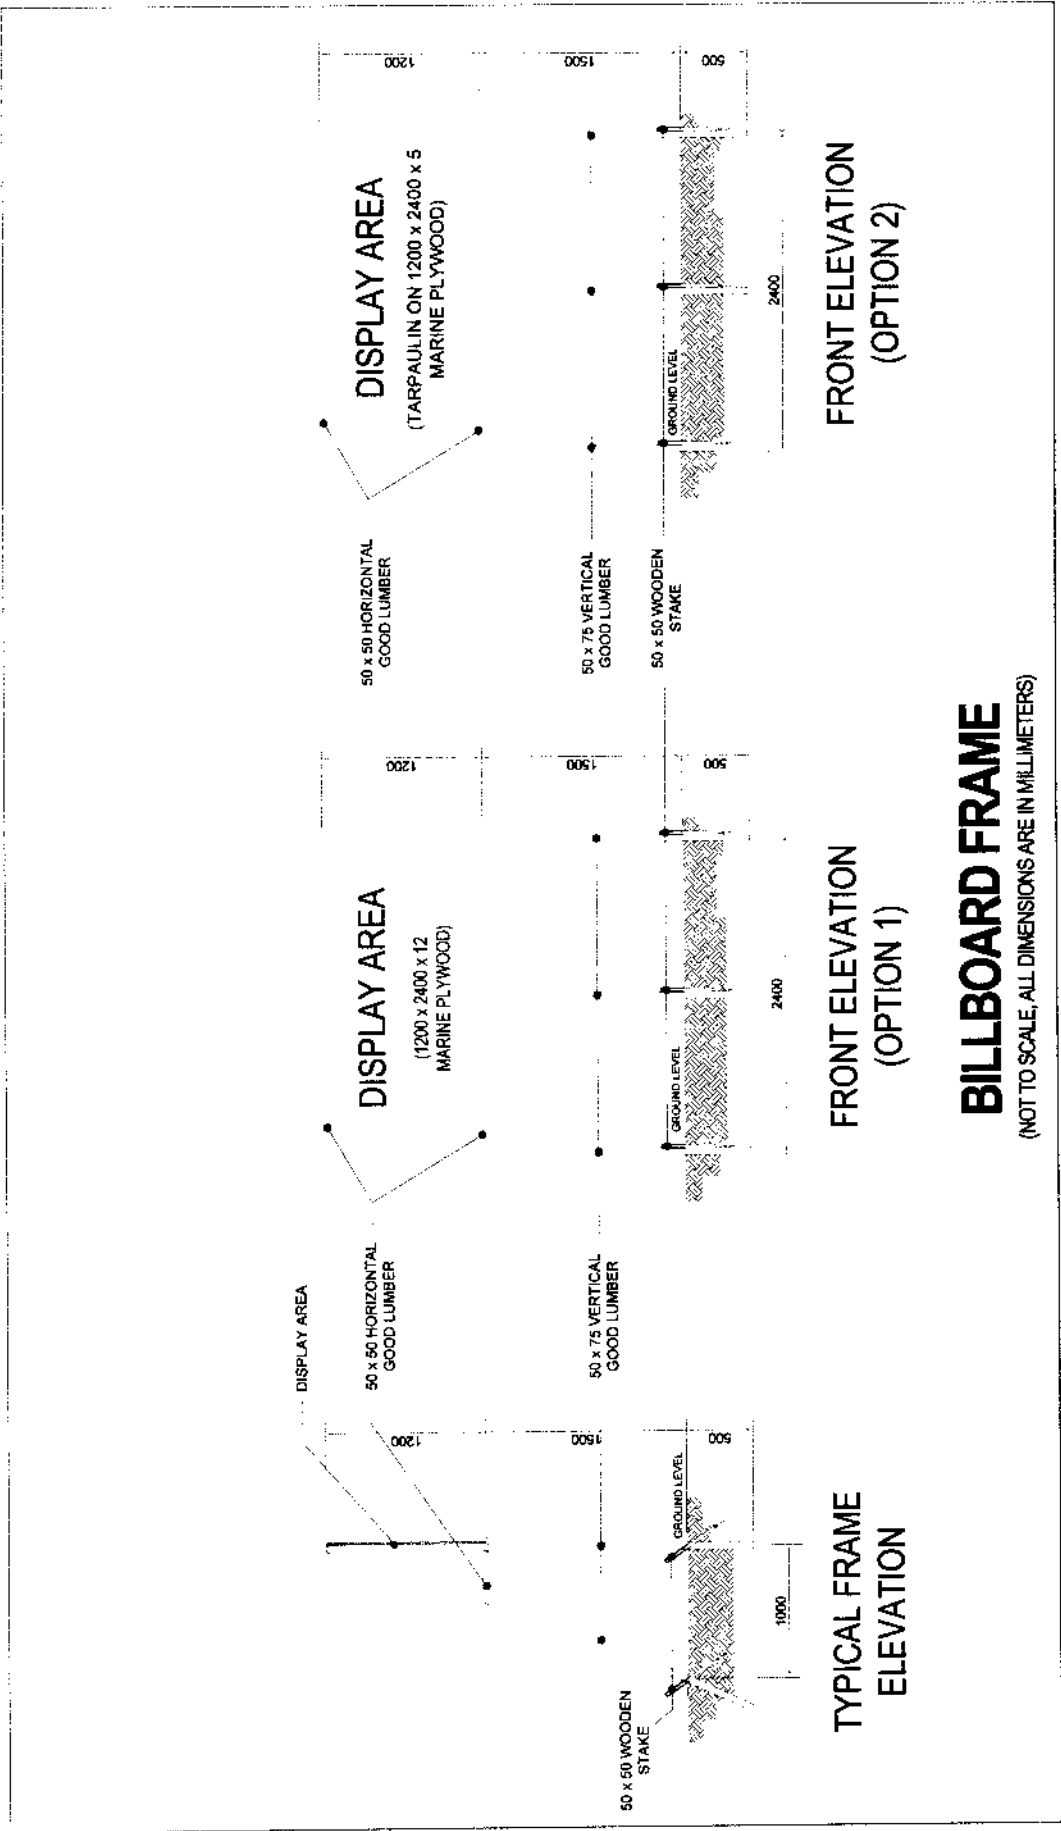 DISPLAY AREA
50 x 50 HORIZONTAL
GOOD LUMBER
1200
50 x 75 VERTICAL
GOOD LUMBER
1500
GROUND LEVEL
500
50 x 50 WOODEN
STAKE
1000
TYPICAL FRAME
ELEVATION
DISPLAY AREA
(1200 x 2400 x 12
MARINE PLYWOOD)
1200
1500
GROUND LEVEL
500
2400
FRONT ELEVATION
(OPTION 1)
50 x 50 HORIZONTAL
GOOD LUMBER
50 x 75 VERTICAL
GOOD LUMBER
50 x 50 WOODEN
STAKE
DISPLAY AREA
(TARPAULIN ON 1200 x 2400 x 5
MARINE PLYWOOD)
1200
1500
GROUND LEVEL
500
2400
FRONT ELEVATION
(OPTION 2)
BILLBOARD FRAME
(NOT TO SCALE, ALL DIMENSIONS ARE IN MILLIMETERS)